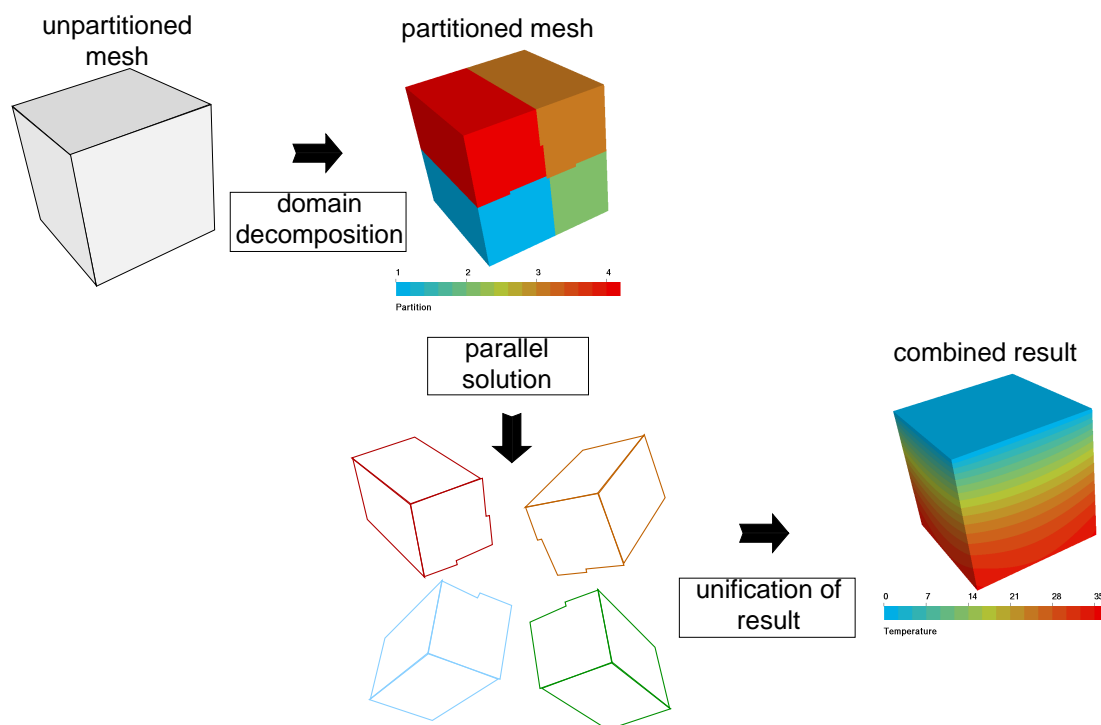 unpartitioned
mesh
partitioned mesh
domain
decomposition
1 2 3 4
Partition
parallel
solution
combined result
unification of
result
0 7 14 21 28 35
Temperature